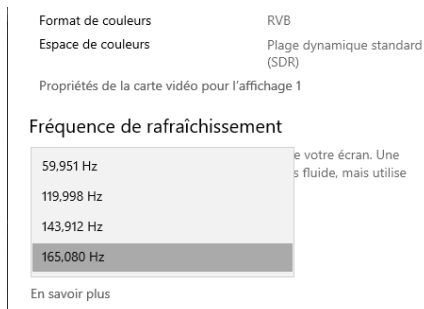 Format de couleurs RVB
Espace de couleurs Plage dynamique standard
(SDR)
Propriétés de la carte vidéo pour l'affichage 1
Fréquence de rafraîchissement
e votre écran. Une
s fluide, mais utilise
59,951 Hz
119,998 Hz
143,912 Hz
165,080 Hz
En savoir plus